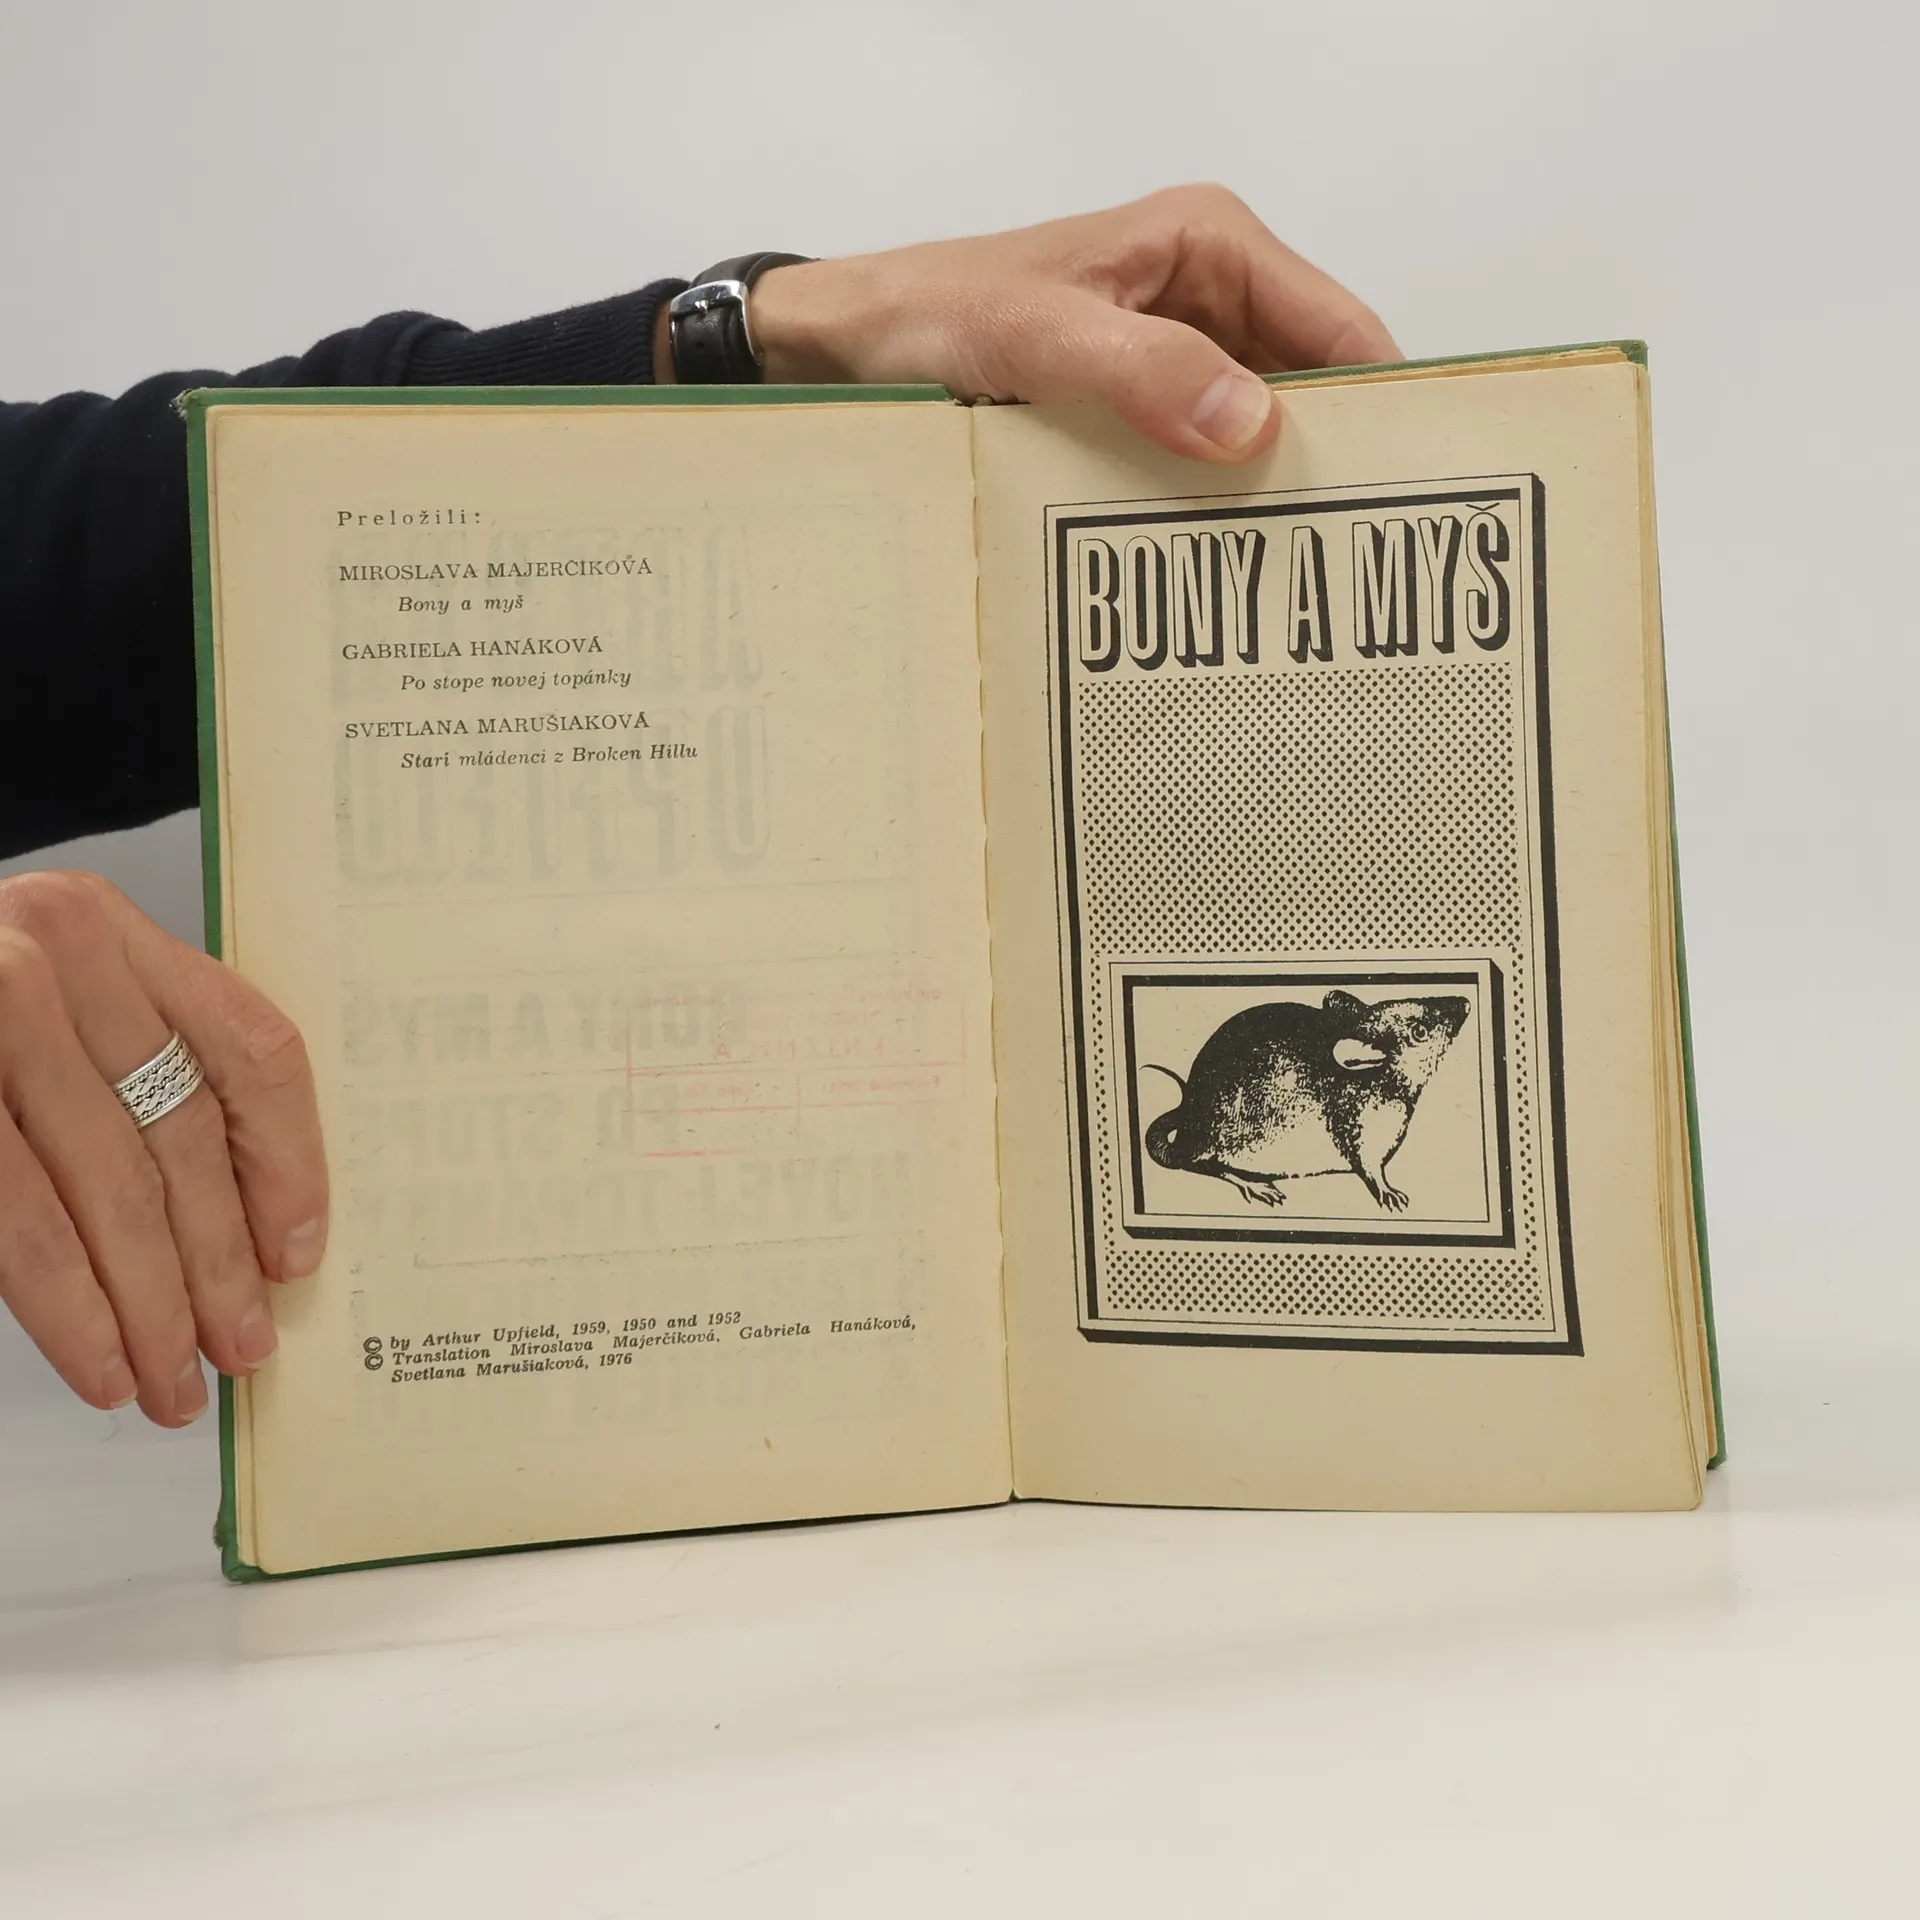 Preložili:
MIROSLAVA MAJERČÍKOVÁ
Bony a myš
GABRIELA HANÁKOVÁ
Po stope novej topánky
SVETLANA MARUŠIAKOVÁ
Starí mládenci z Broken Hillu
© by Arthur Upfield, 1959, 1950 and 1952
© Translation Miroslava Majerčíková, Gabriela Hanáková,
Svetlana Marušiaková, 1976
BONY A MYŠ